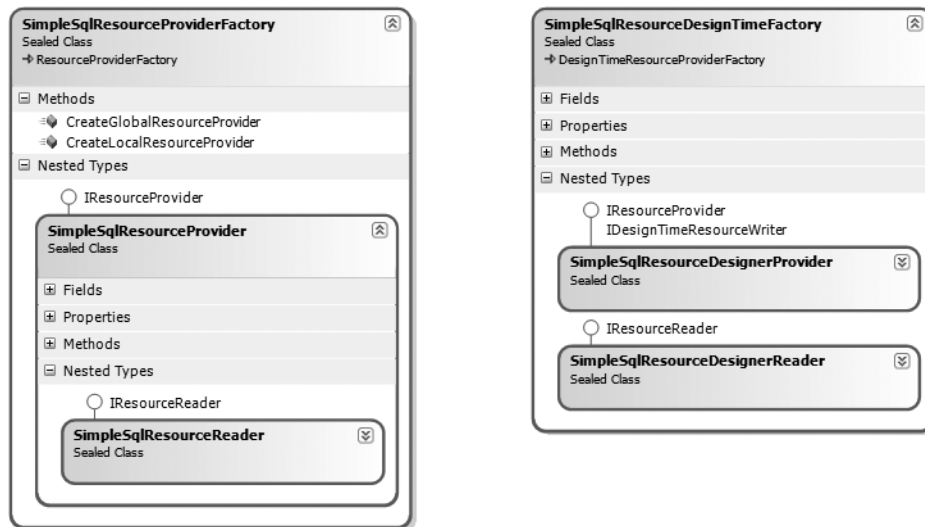 SimpleSqlResourceProviderFactory
Sealed Class
ResourceProviderFactory
Methods
CreateGlobalResourceProvider
CreateLocalResourceProvider
Nested Types
IResourceProvider
SimpleSqlResourceProvider
Sealed Class
Fields
Properties
Methods
Nested Types
IResourceReader
SimpleSqlResourceReader
Sealed Class
SimpleSqlResourceDesignTimeFactory
Sealed Class
DesignTimeResourceProviderFactory
Fields
Properties
Methods
Nested Types
IResourceProvider
IDesignTimeResourceWriter
SimpleSqlResourceDesignerProvider
Sealed Class
IResourceReader
SimpleSqlResourceDesignerReader
Sealed Class